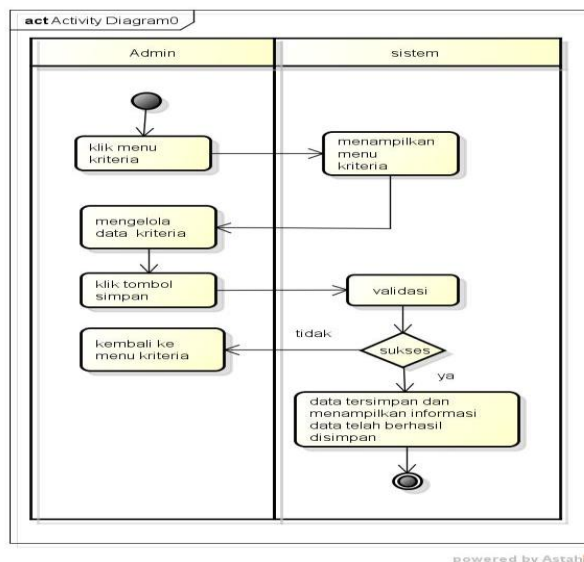 act Activity Diagram0
Admin
sistem
klik menu
kriteria
menampilkan
menu
kriteria
mengelola
data kriteria
klik tombol
simpan
validasi
tidak
kembali ke
menu kriteria
sukses
ya
data tersimpan dan
menampilkan informasi
data telah berhasil
disimpan
powered by Astah